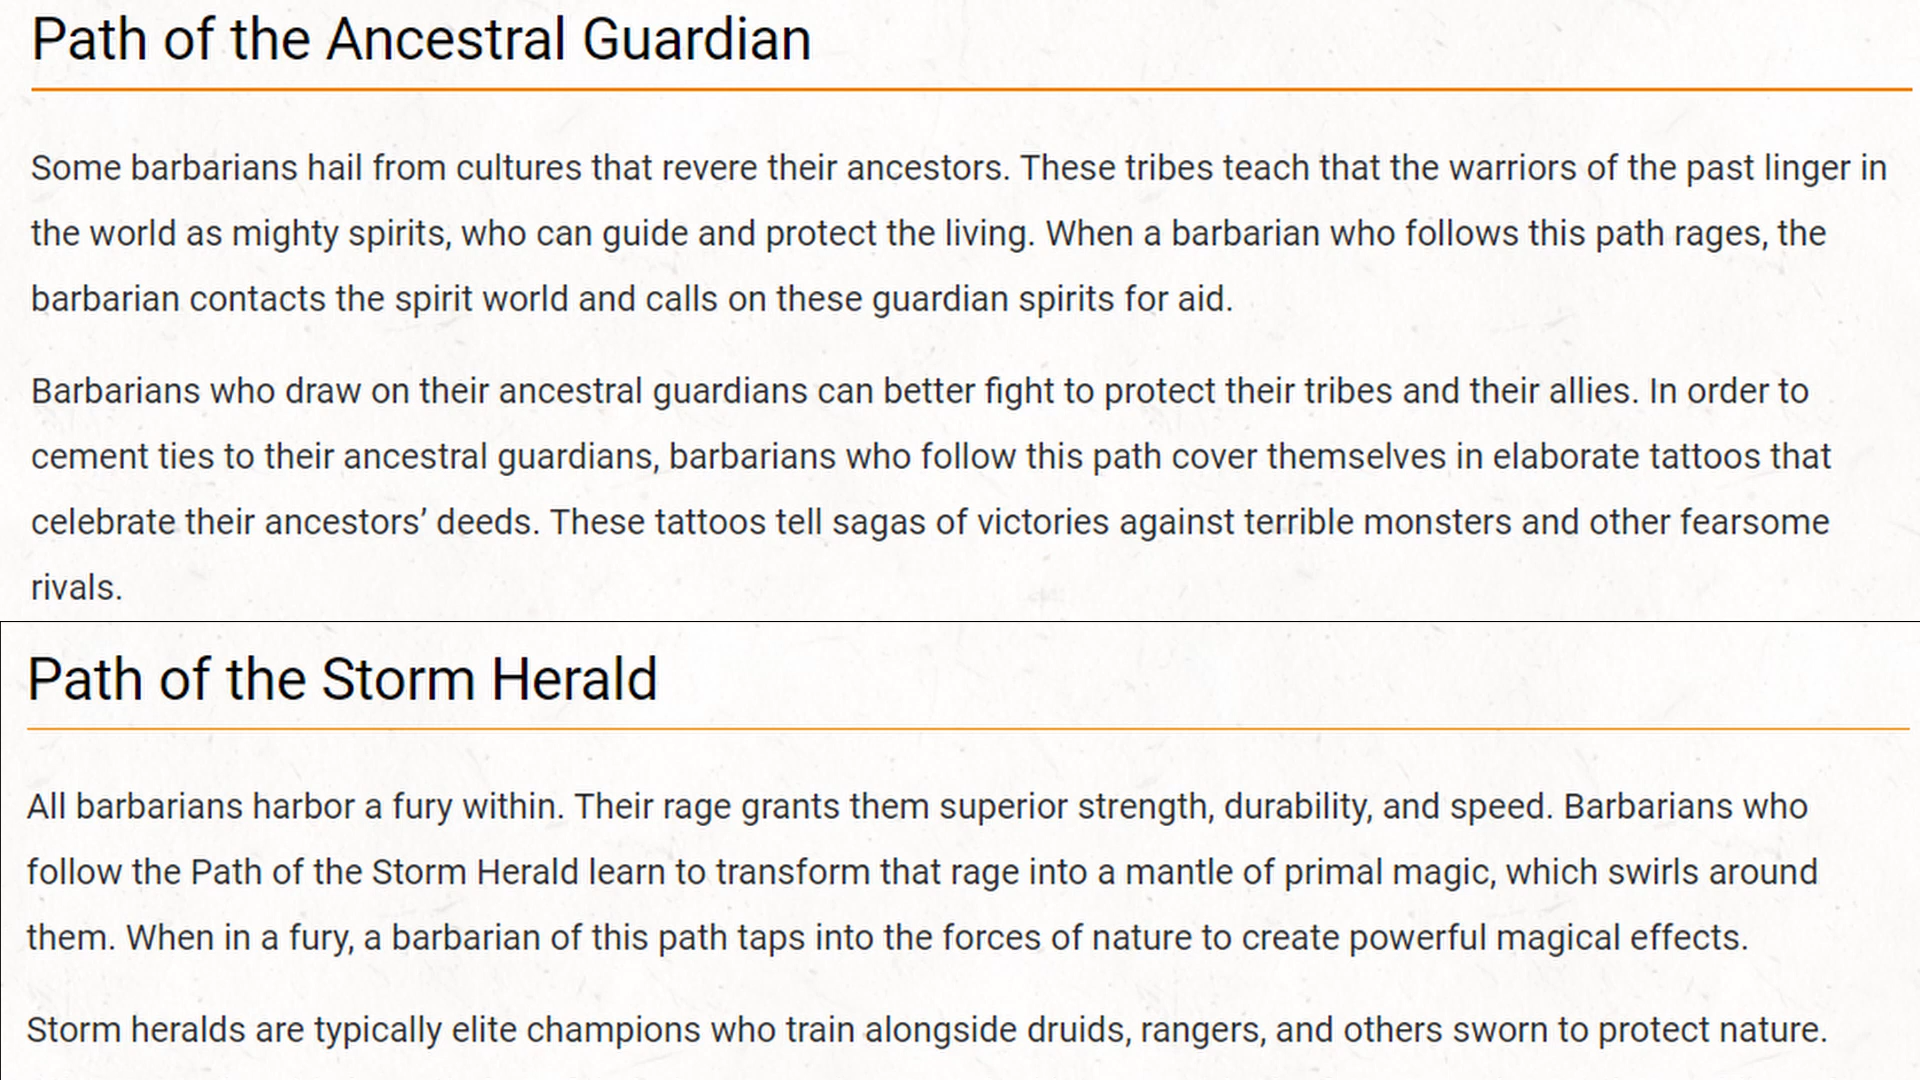 Path of the Ancestral Guardian
Some barbarians hail from cultures that revere their ancestors. These tribes teach that the warriors of the past linger in
the world as mighty spirits, who can guide and protect the living. When a barbarian who follows this path rages, the
barbarian contacts the spirit world and calls on these guardian spirits for aid.
Barbarians who draw on their ancestral guardians can better fight to protect their tribes and their allies. In order to
cement ties to their ancestral guardians, barbarians who follow this path cover themselves in elaborate tattoos that
celebrate their ancestors’ deeds. These tattoos tell sagas of victories against terrible monsters and other fearsome
rivals.
Path of the Storm Herald
All barbarians harbor a fury within. Their rage grants them superior strength, durability, and speed. Barbarians who
follow the Path of the Storm Herald learn to transform that rage into a mantle of primal magic, which swirls around
them. When in a fury, a barbarian of this path taps into the forces of nature to create powerful magical effects.
Storm heralds are typically elite champions who train alongside druids, rangers, and others sworn to protect nature.